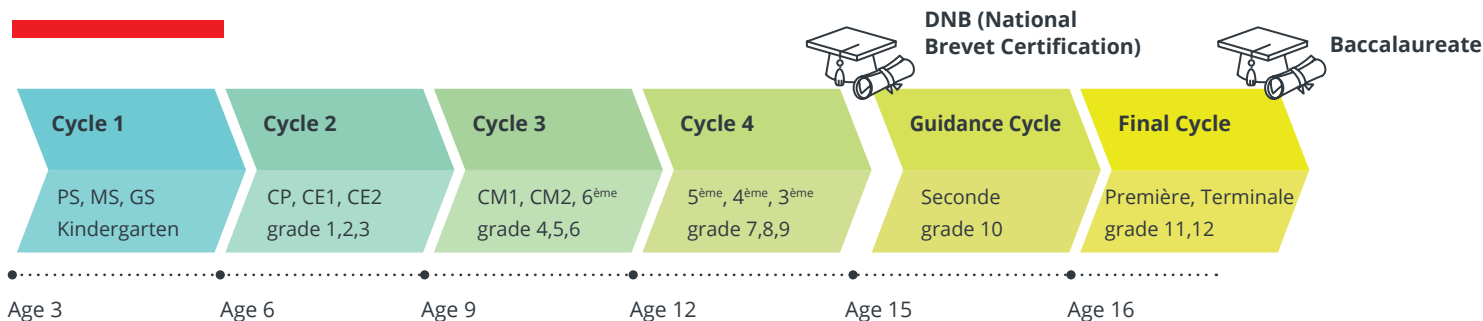 DNB (National
Brevet Certification)
Baccalaureate
Cycle 1
Cycle 2
Cycle 3
Cycle 4
Guidance Cycle
Final Cycle
PS, MS, GS
Kindergarten
CP, CE1, CE2
grade 1,2,3
CM1, CM2, 6ème
grade 4,5,6
5ème, 4ème, 3ème
grade 7,8,9
Seconde
grade 10
Première, Terminale
grade 11,12
Age 3
Age 6
Age 9
Age 12
Age 15
Age 16